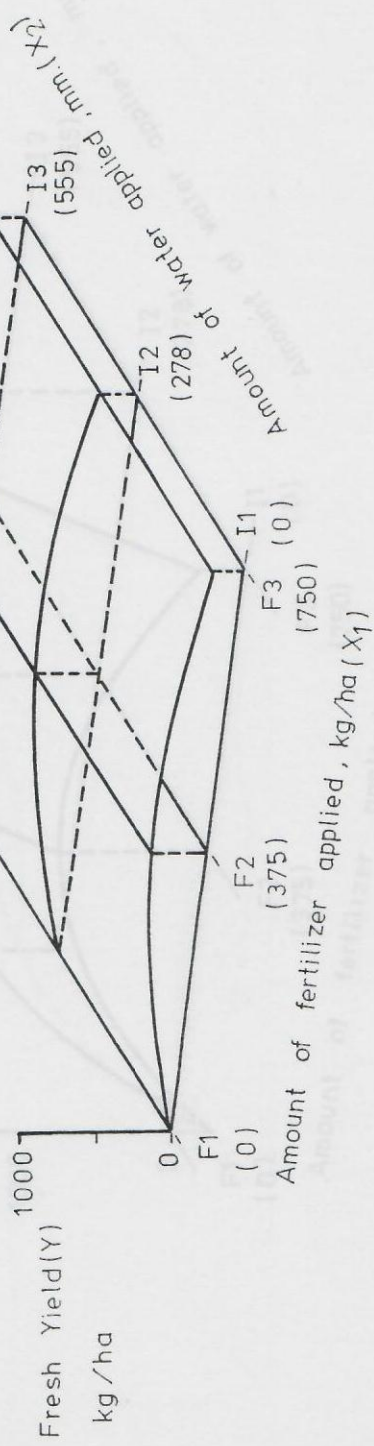 Fresh Yield(Y)
kg/ha
1000
0
F1
(0)
F2
(375)
F3
(750)
I1
(0)
I2
(278)
I3
(555)
Amount of fertilizer applied, kg/ha(X1)
Amount of water applied, mm.(X2)